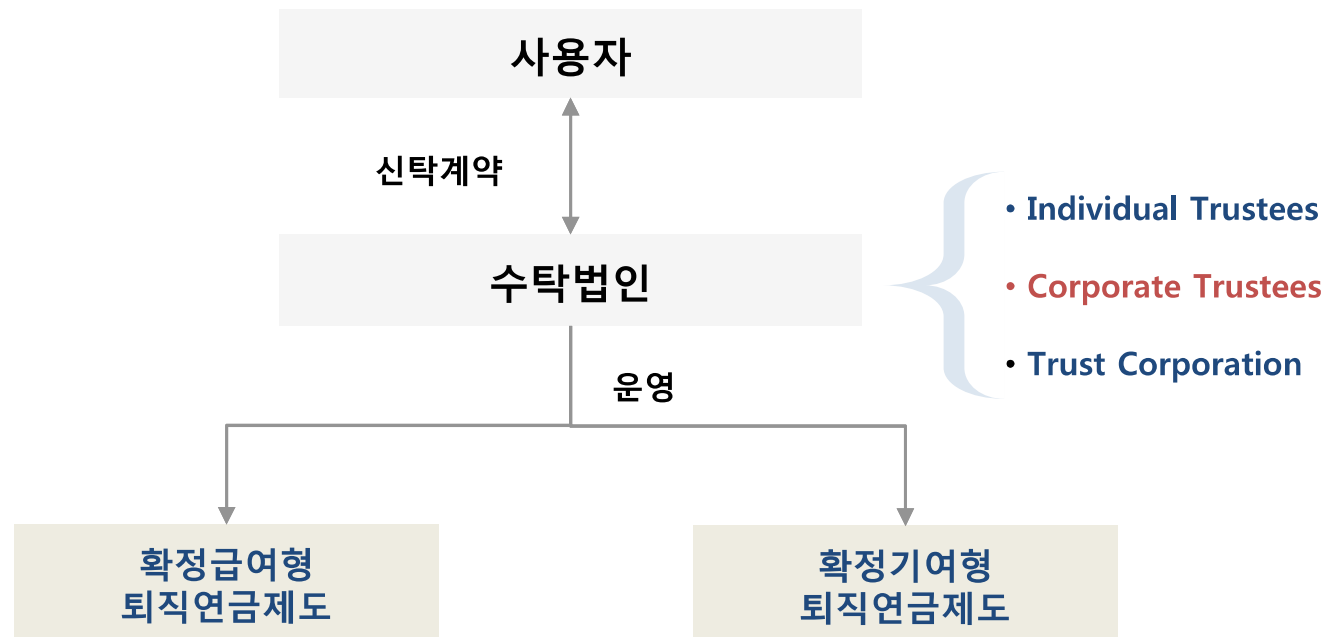 사용자
신탁계약
수탁법인
• Individual Trustees
• Corporate Trustees
• Trust Corporation
운영
확정급여형
퇴직연금제도
확정기여형
퇴직연금제도